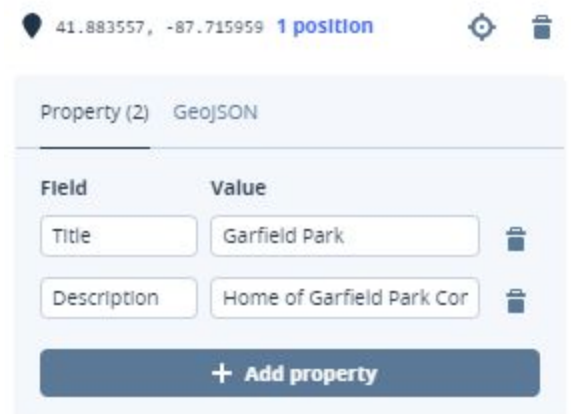 41.883557, -87.715959 1 position
Property (2) GeoJSON
Field Value
Title Garfield Park
Description Home of Garfield Park Cor
+ Add property